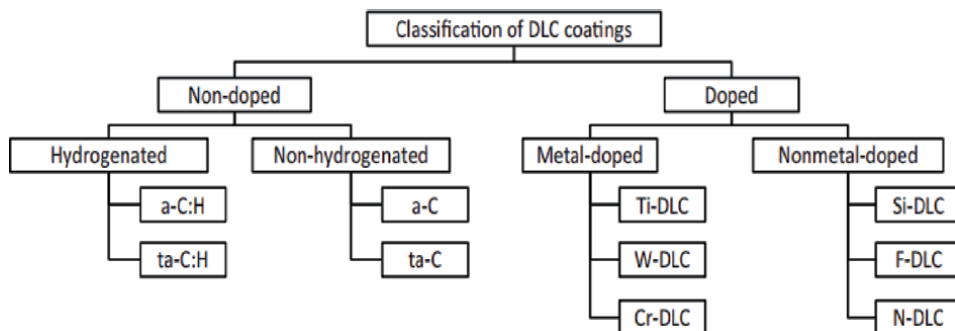 Classification of DLC coatings
Non-doped
Doped
Hydrogenated
Non-hydrogenated
Metal-doped
Nonmetal-doped
a-C:H
a-C
Ti-DLC
Si-DLC
ta-C:H
ta-C
W-DLC
F-DLC
Cr-DLC
N-DLC